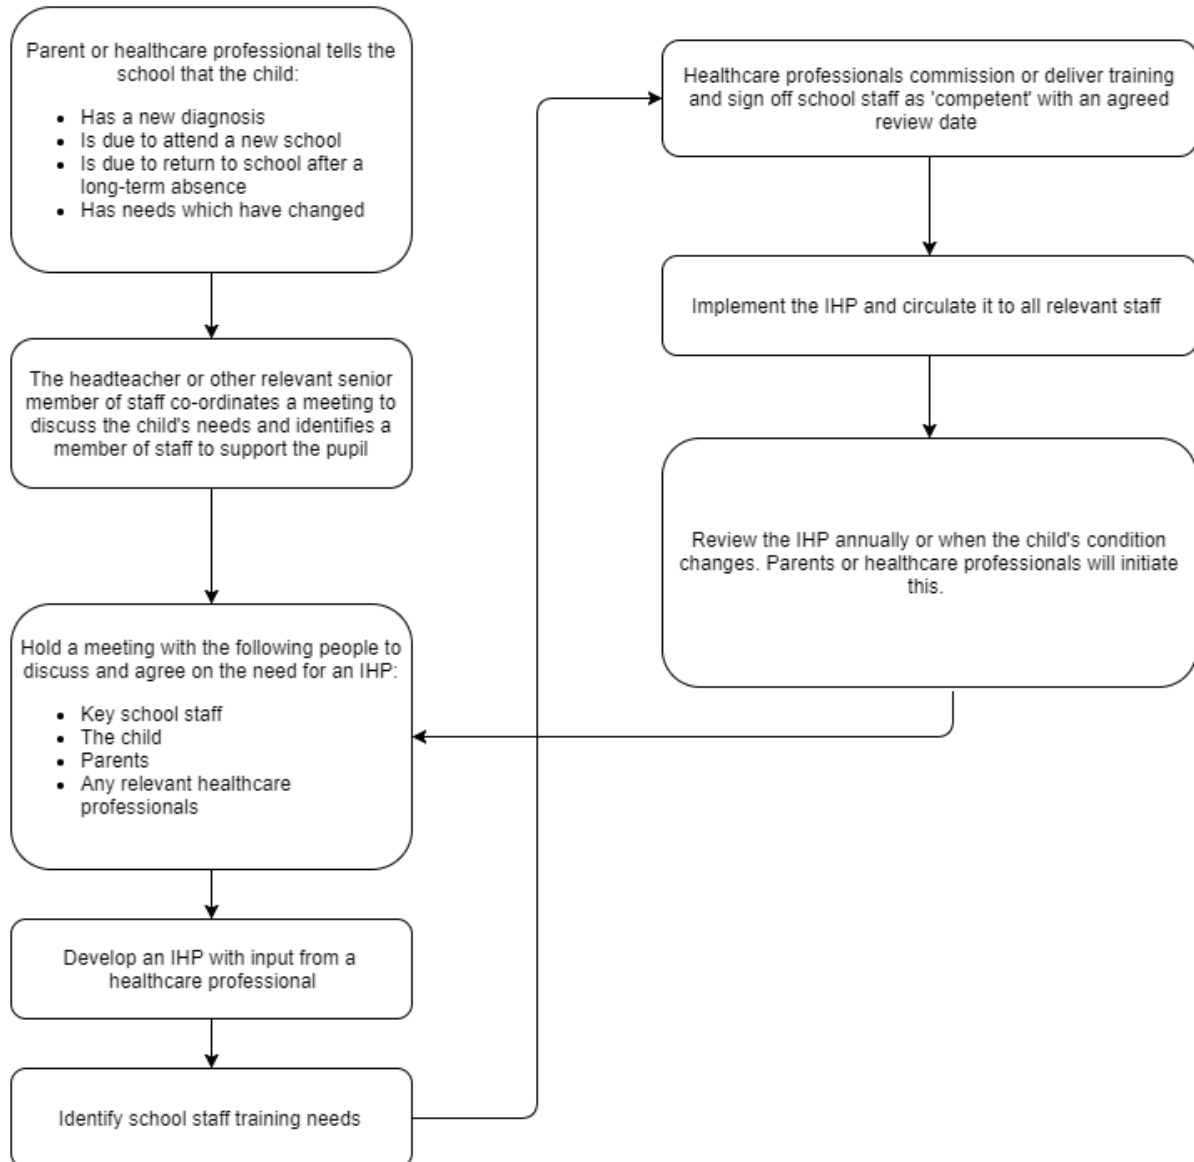 Parent or healthcare professional tells the
school that the child:
• Has a new diagnosis
• Is due to attend a new school
• Is due to return to school after a
long-term absence
• Has needs which have changed
The headteacher or other relevant senior
member of staff co-ordinates a meeting to
discuss the child's needs and identifies a
member of staff to support the pupil
Hold a meeting with the following people to
discuss and agree on the need for an IHP:
• Key school staff
• The child
• Parents
• Any relevant healthcare
professionals
Develop an IHP with input from a
healthcare professional
Identify school staff training needs
Healthcare professionals commission or deliver training
and sign off school staff as 'competent' with an agreed
review date
Implement the IHP and circulate it to all relevant staff
Review the IHP annually or when the child's condition
changes. Parents or healthcare professionals will initiate
this.